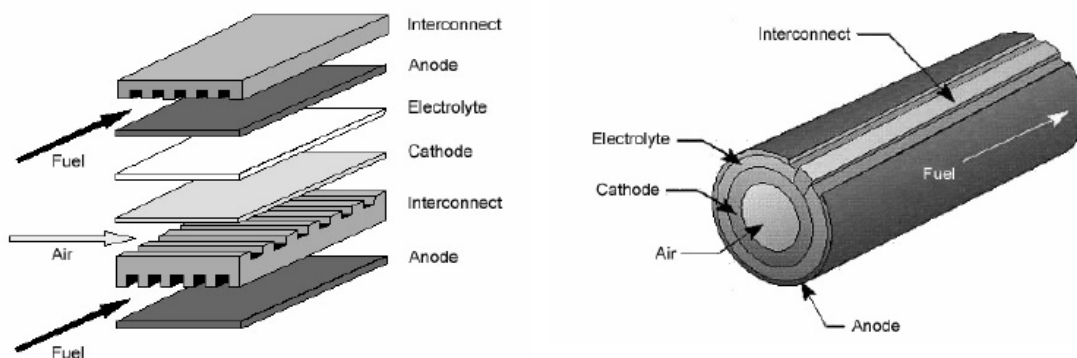 Interconnect
Anode
Electrolyte
Fuel
Cathode
Interconnect
Air
Anode
Fuel
Interconnect
Electrolyte
Cathode
Fuel
Air
Anode